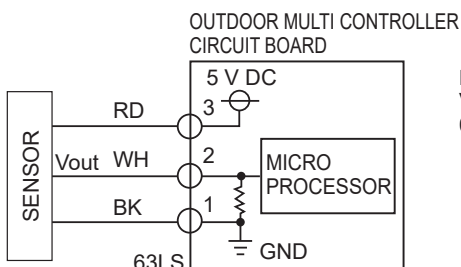 OUTDOOR MULTI CONTROLLER
CIRCUIT BOARD
5 V DC
SENSOR
RD
3
Vout WH
2
MICRO
PROCESSOR
BK
1
GND
63LS